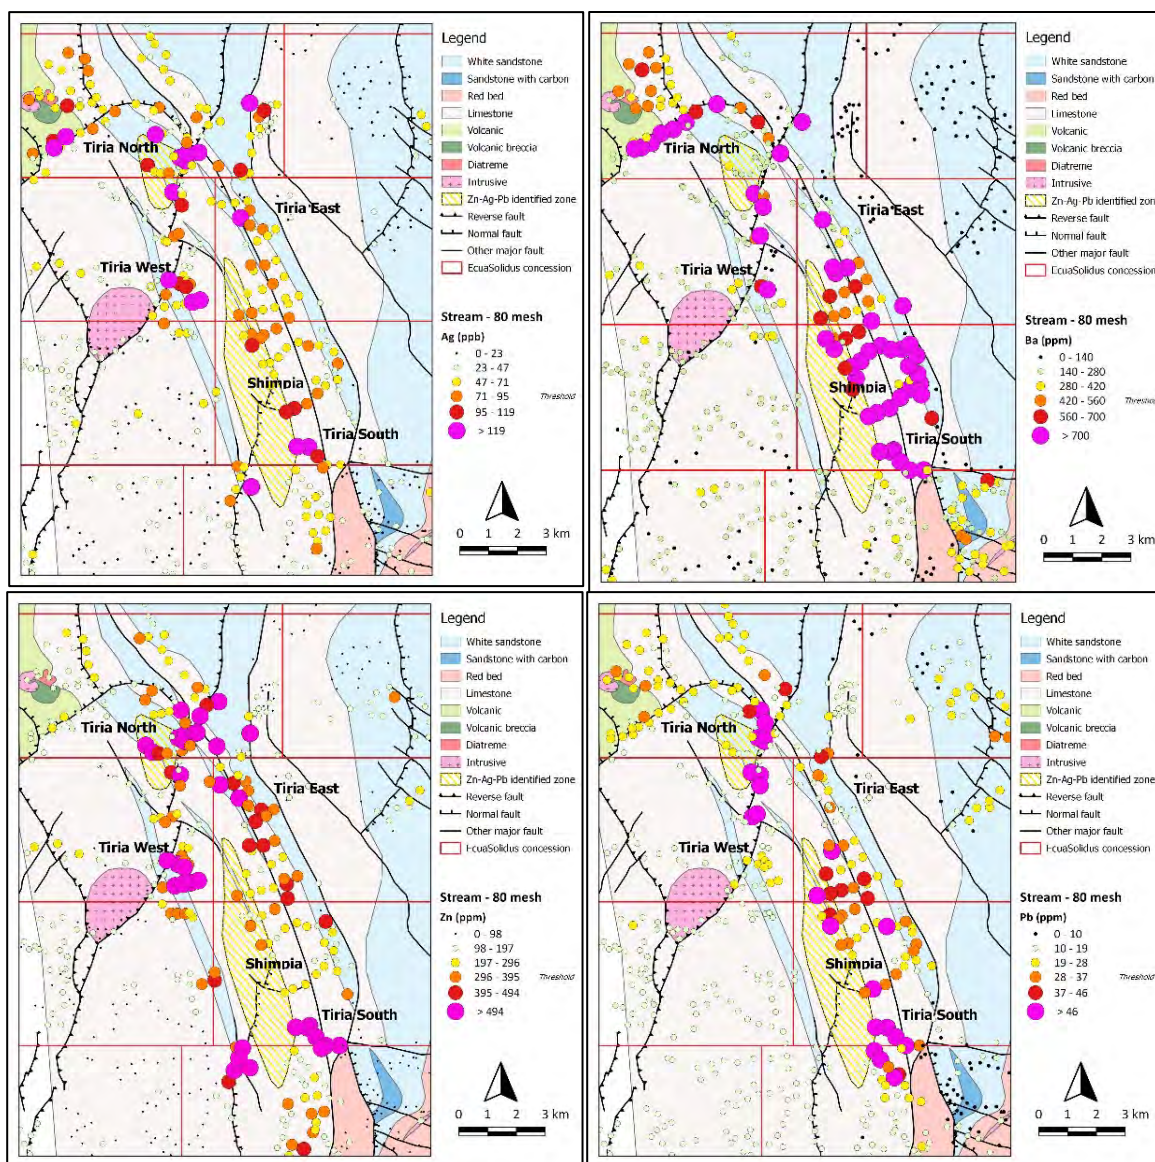 Legend
White sandstone
Sandstone with carbon
Red bed
Limestone
Volcanic
Volcanic breccia
Diatreme
Intrusive
Zn-Ag-Pb identified zone
Reverse fault
Normal fault
Other major fault
EcuaSolidus concession
Stream - 80 mesh
Ag (ppb)
0 - 23
23 - 47
47 - 71
71 - 95 Threshold
95 - 119
> 119
0 1 2 3 km
Tiria North
Tiria East
Tiria West
Shimpia
Tiria South
Legend
White sandstone
Sandstone with carbon
Red bed
Limestone
Volcanic
Volcanic breccia
Diatreme
Intrusive
Zn-Ag-Pb identified zone
Reverse fault
Normal fault
Other major fault
EcuaSolidus concession
Stream - 80 mesh
Ba (ppm)
0 - 140
140 - 280
280 - 420
420 - 560 Threshold
560 - 700
> 700
0 1 2 3 km
Tiria North
Tiria East
Tiria West
Shimpia
Tiria South
Legend
White sandstone
Sandstone with carbon
Red bed
Limestone
Volcanic
Volcanic breccia
Diatreme
Intrusive
Zn-Ag-Pb identified zone
Reverse fault
Normal fault
Other major fault
EcuaSolidus concession
Stream - 80 mesh
Zn (ppm)
0 - 98
98 - 197
197 - 296
296 - 395 Threshold
395 - 494
> 494
0 1 2 3 km
Tiria North
Tiria East
Tiria West
Shimpia
Tiria South
Legend
White sandstone
Sandstone with carbon
Red bed
Limestone
Volcanic
Volcanic breccia
Diatreme
Intrusive
Zn-Ag-Pb identified zone
Reverse fault
Normal fault
Other major fault
EcuaSolidus concession
Stream - 80 mesh
Pb (ppm)
0 - 10
10 - 19
19 - 28
28 - 37 Threshold
37 - 46
> 46
0 1 2 3 km
Tiria North
Tiria East
Tiria West
Shimpia
Tiria South